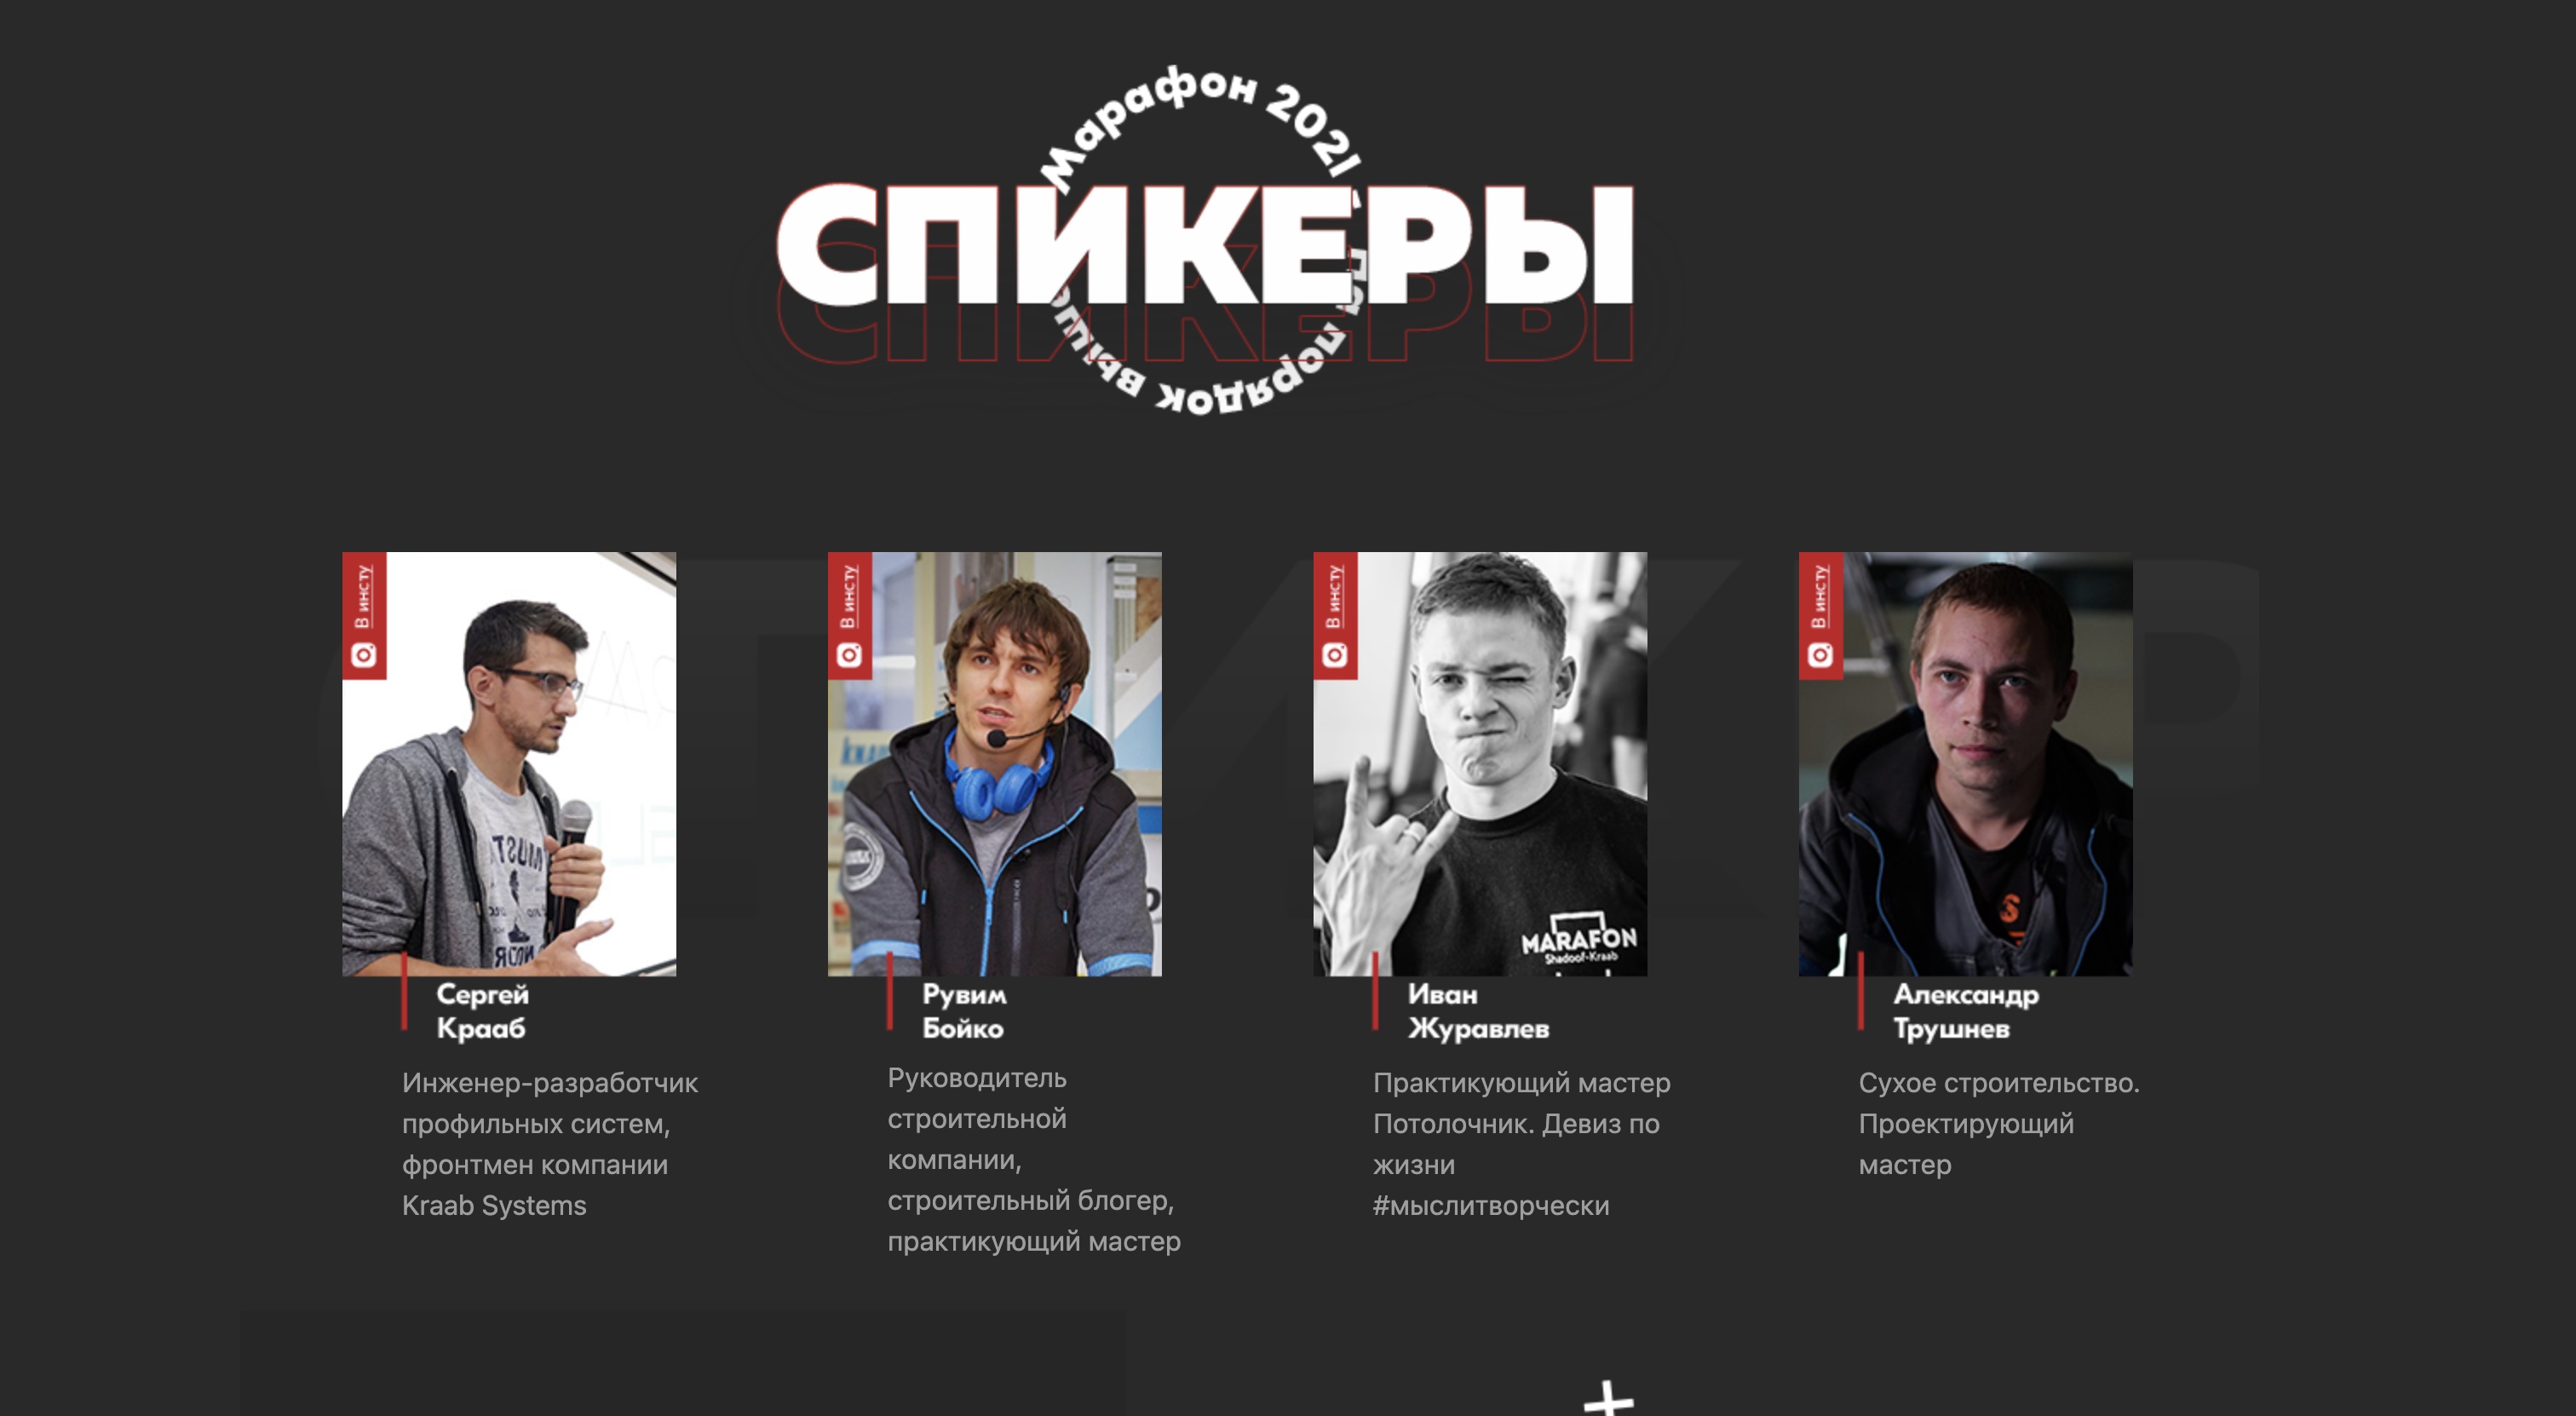 Марафон 2021 -
на порядок выше
СПИКЕРЫ
СПИКЕРЫ
В инсту
В инсту
В инсту
В инсту
MARAFON
Shadoof-Kraab
Сергей
Крааб
Инженер-разработчик
профильных систем,
фронтмен компании
Kraab Systems
Рувим
Бойко
Руководитель
строительной
компании,
строительный блогер,
практикующий мастер
Иван
Журавлев
Практикующий мастер
Потолочник. Девиз по
жизни
#мыслитворчески
Александр
Трушнев
Сухое строительство.
Проектирующий
мастер